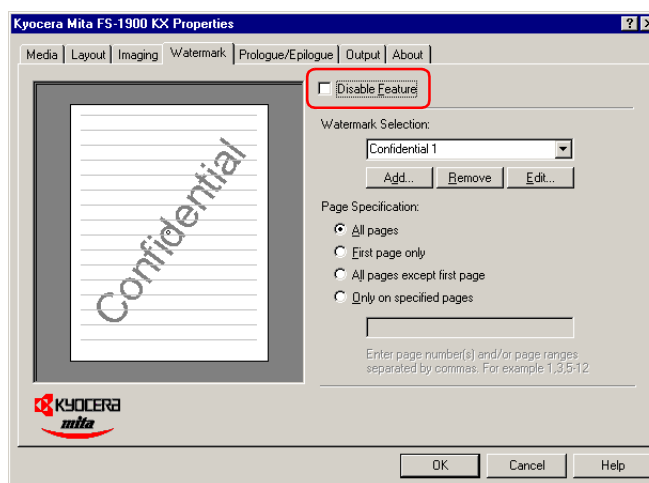 Kyocera Mita FS-1900 KX Properties
Media Layout Imaging Watermark Prologue/Epilogue Output About
Disable Feature
Watermark Selection:
Confidential 1
Add... Remove Edit...
Page Specification:
All pages
First page only
All pages except first page
Only on specified pages
Enter page number(s) and/or page ranges
separated by commas. For example 1,3,5-12
Confidential
KYOCERA
mita
OK Cancel Help